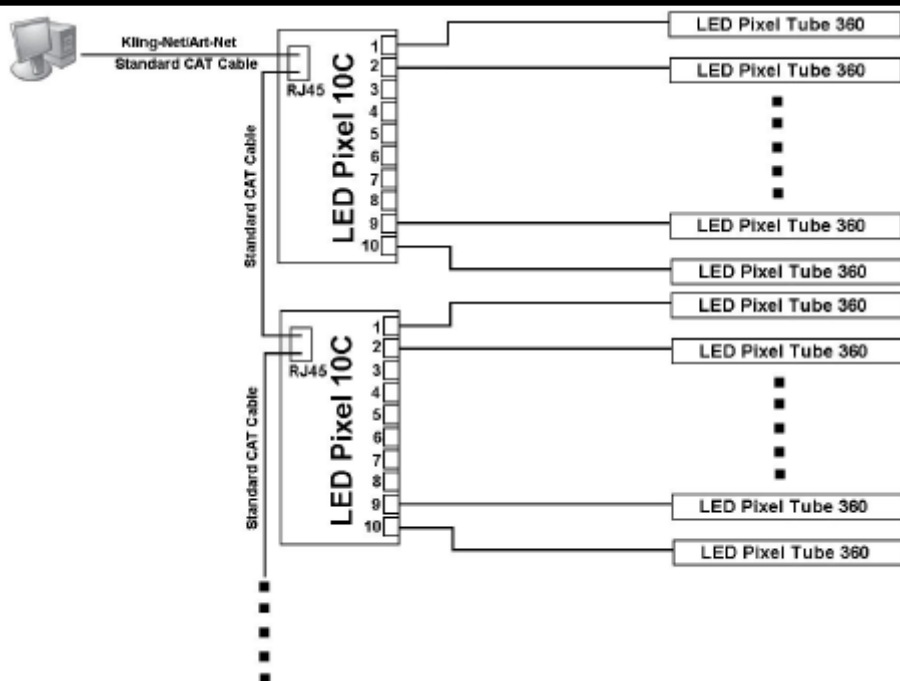 Kling-Net/Art-Net
Standard CAT Cable
RJ45
LED Pixel 10C
1
2
3
4
5
6
7
8
9
10
LED Pixel Tube 360
LED Pixel Tube 360
LED Pixel Tube 360
LED Pixel Tube 360
Standard CAT Cable
RJ45
LED Pixel 10C
1
2
3
4
5
6
7
8
9
10
LED Pixel Tube 360
LED Pixel Tube 360
LED Pixel Tube 360
LED Pixel Tube 360
Standard CAT Cable